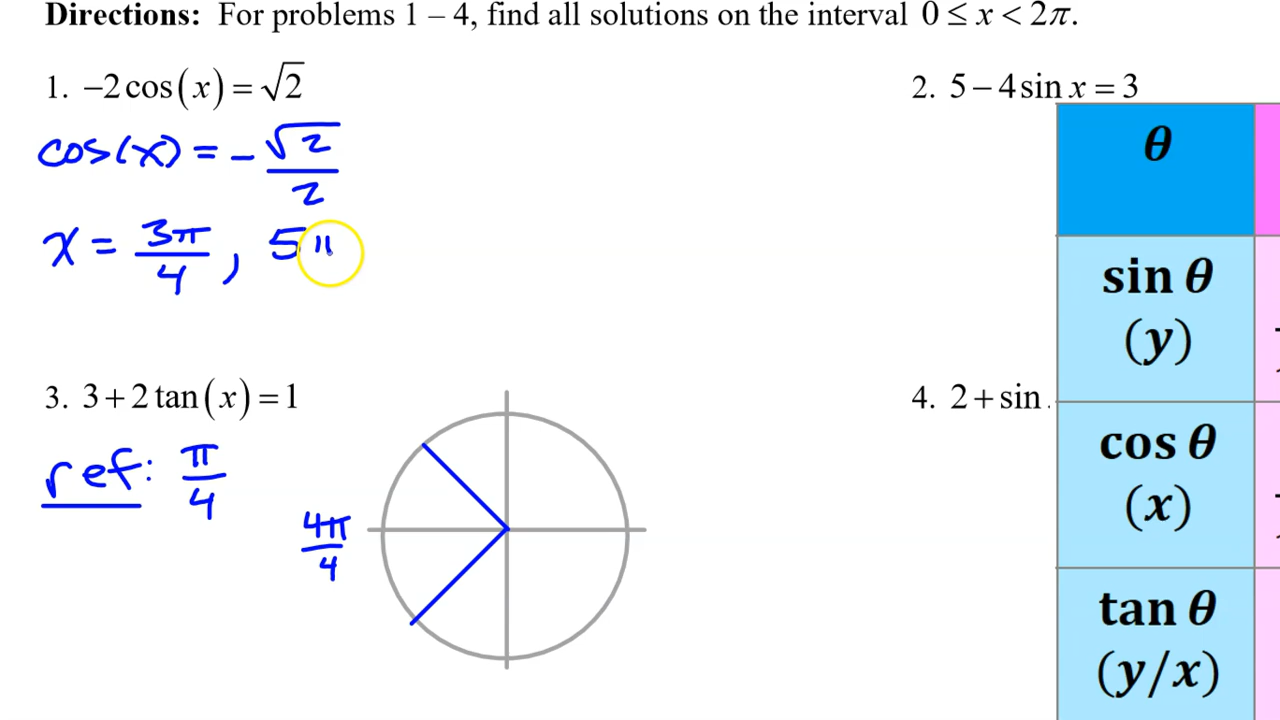 Directions: For problems 1 – 4, find all solutions on the interval 0 ≤ x < 2π.
1. −2cos(x) = √2
cos(x) = −√2/2
x = 3π/4, 5π
2. 5 − 4 sin x = 3
3. 3 + 2 tan(x) = 1
ref: π/4
4π/4
4. 2 + sin
θ
sin θ
(y)
cos θ
(x)
tan θ
(y/x)